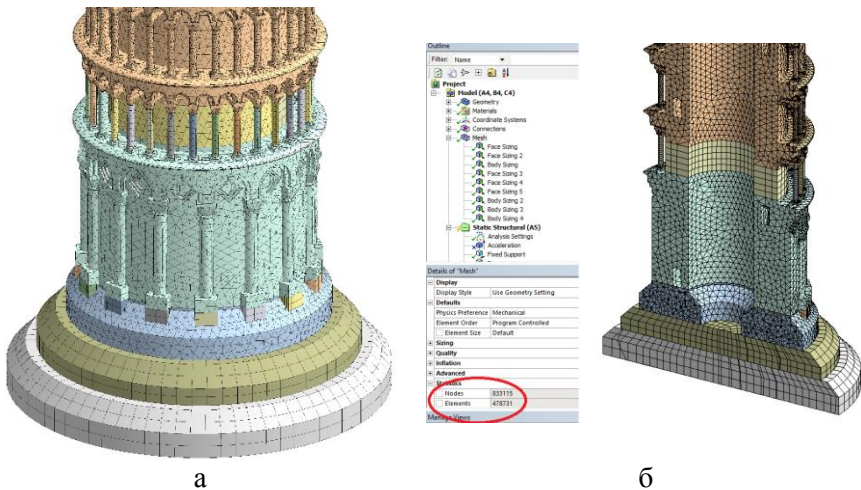 Outline
Filter: Name
Project
Model (A4, B4, C4)
Geometry
Materials
Coordinate Systems
Connections
Mesh
Face Sizing
Face Sizing 2
Body Sizing
Face Sizing 3
Face Sizing 4
Face Sizing 5
Body Sizing 2
Body Sizing 3
Body Sizing 4
Static Structural (A5)
Analysis Settings
Acceleration
Fixed Support
Details of "Mesh"
Display
Display Style Use Geometry Setting
Defaults
Physics Preference Mechanical
Element Order Program Controlled
Element Size Default
Sizing
Quality
Inflation
Advanced
Statistics
Nodes 833115
Elements 478731
Manage Views
а
б